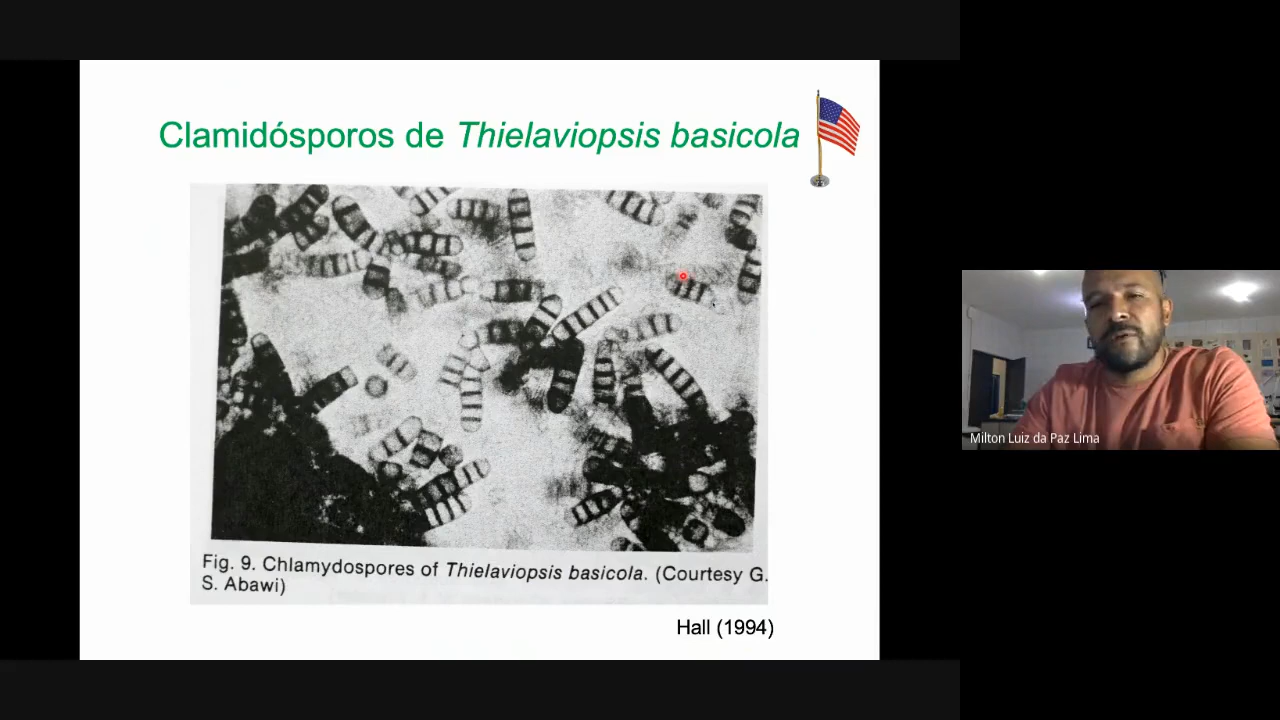 Clamidósporos de Thielaviopsis basicola
Fig. 9. Chlamydospores of Thielaviopsis basicola. (Courtesy G.
S. Abawi)
Hall (1994)
Milton Luiz da Paz Lima